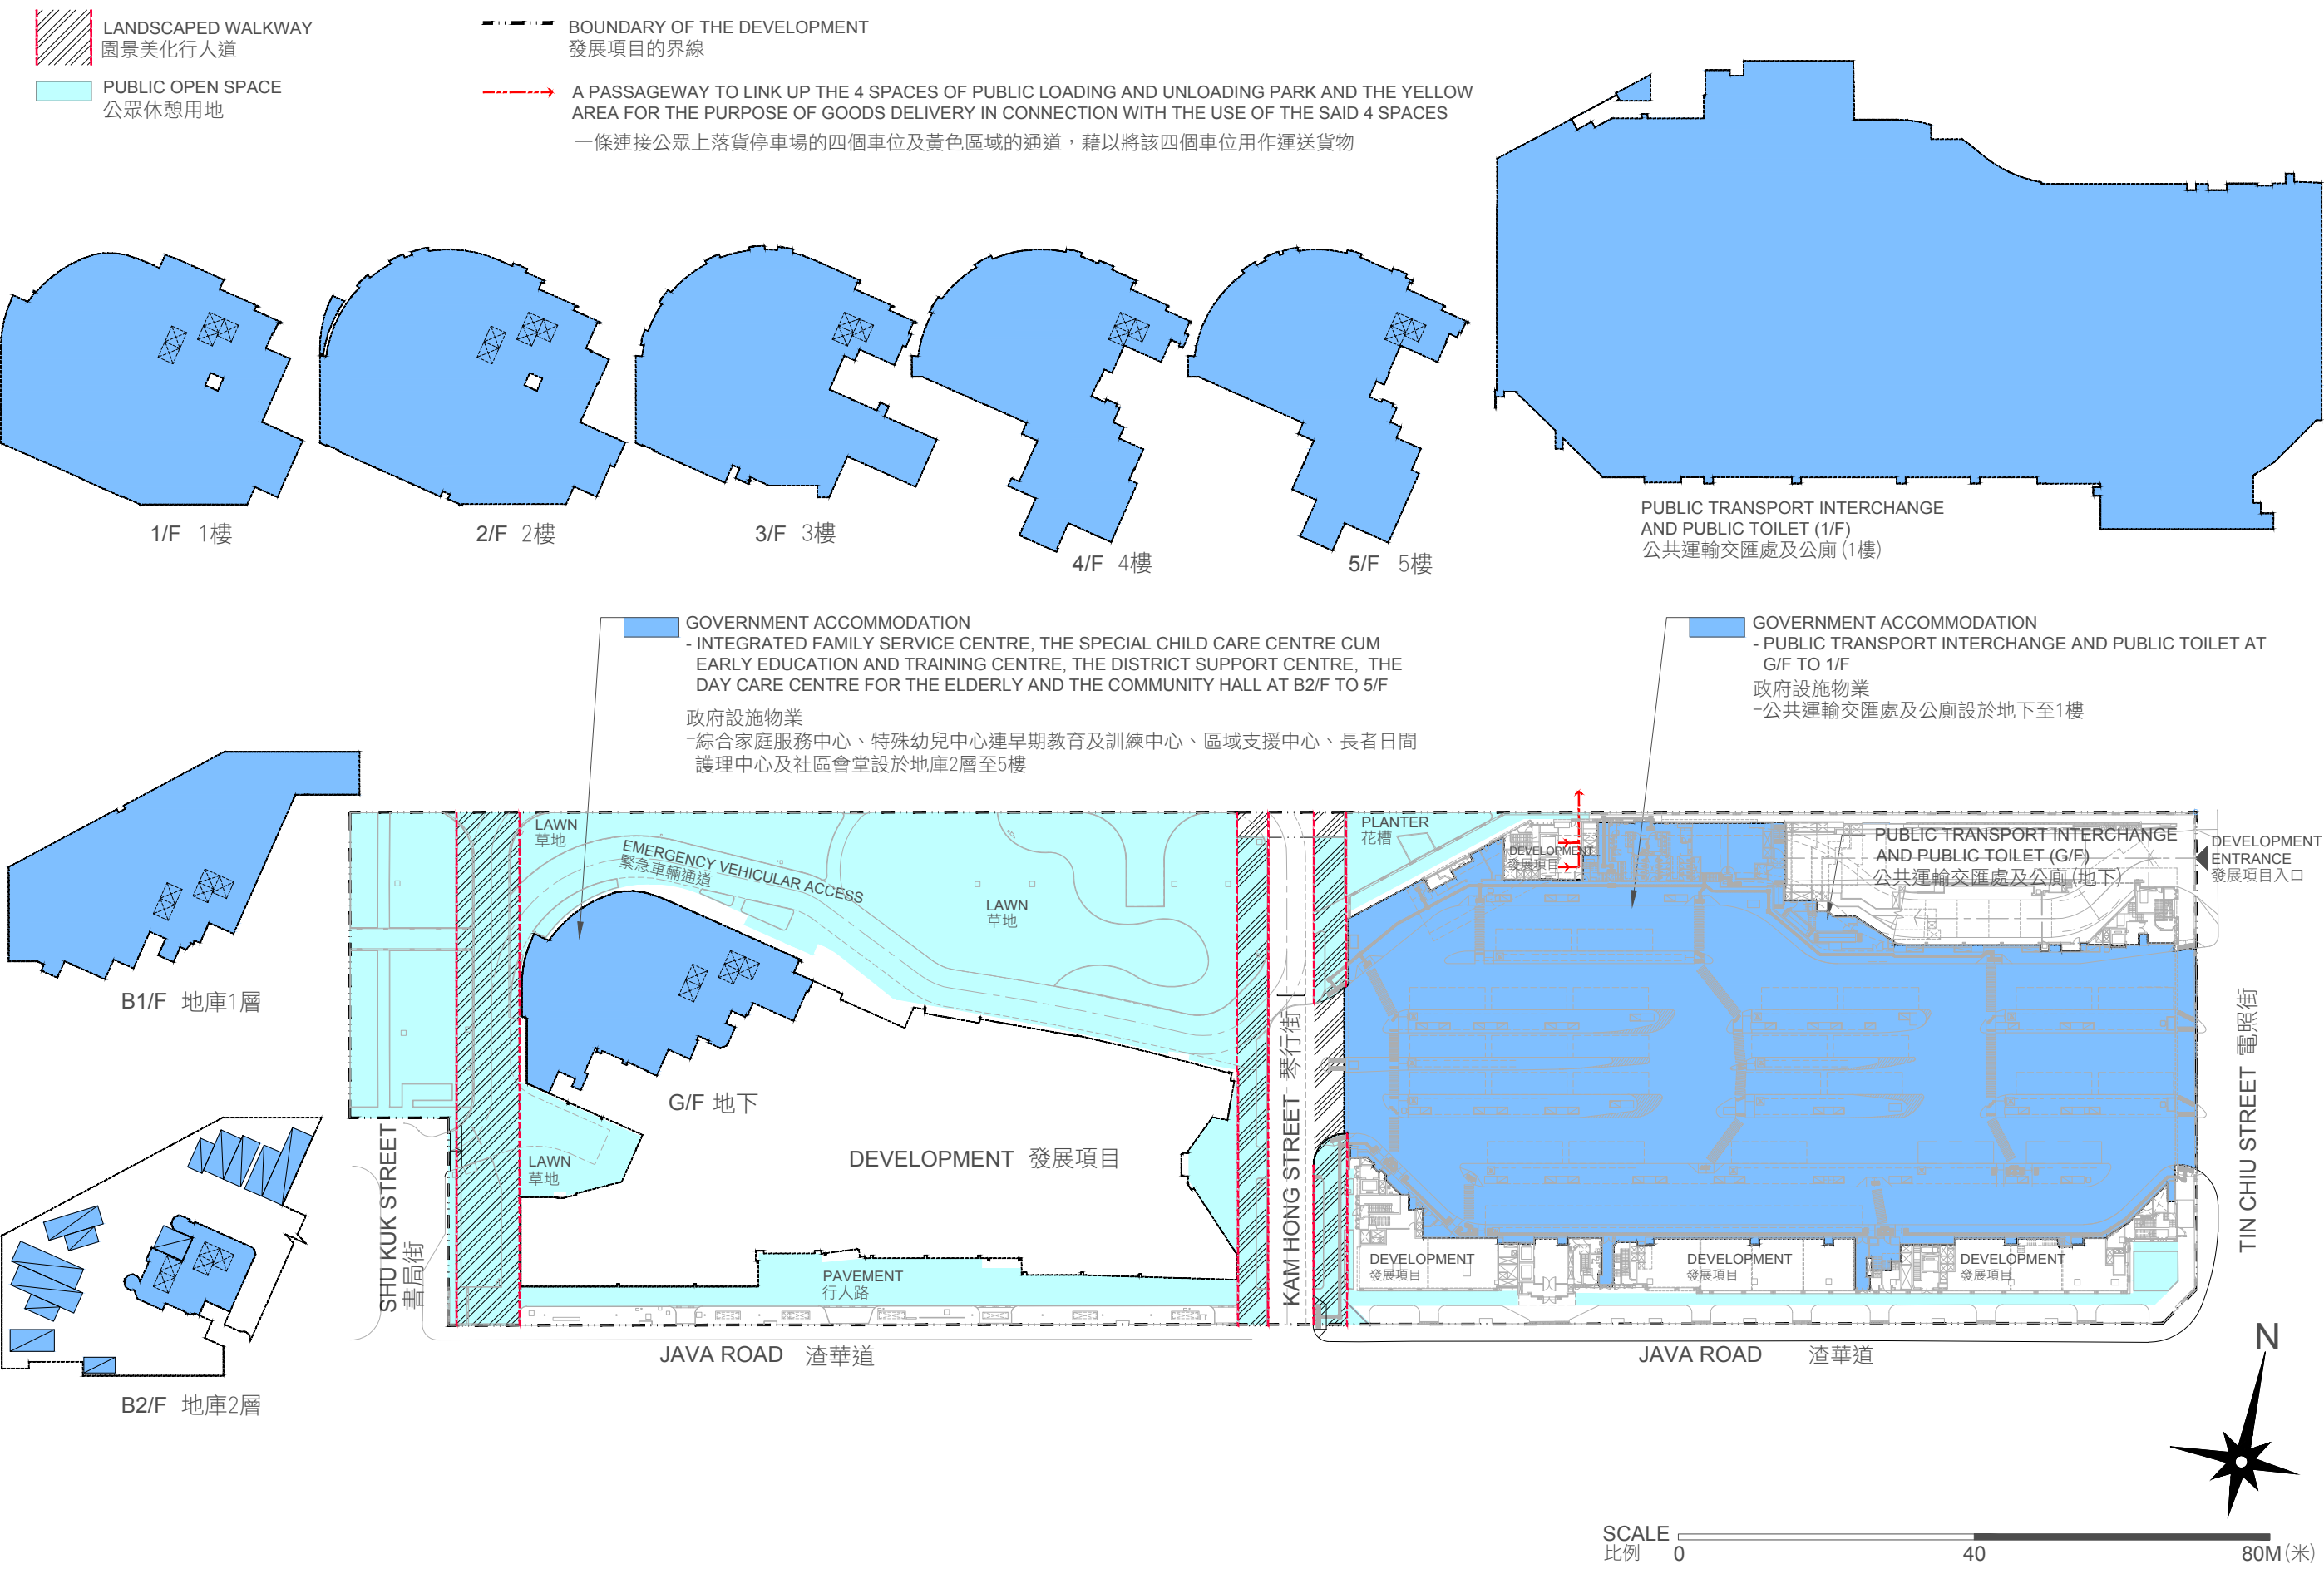 LANDSCAPED WALKWAY
園景美化行人道
PUBLIC OPEN SPACE
公眾休憩用地
BOUNDARY OF THE DEVELOPMENT
發展項目的界線
A PASSAGEWAY TO LINK UP THE 4 SPACES OF PUBLIC LOADING AND UNLOADING PARK AND THE YELLOW
AREA FOR THE PURPOSE OF GOODS DELIVERY IN CONNECTION WITH THE USE OF THE SAID 4 SPACES
一條連接公眾上落貨停車場的四個車位及黃色區域的通道，藉以將該四個車位用作運送貨物
1/F 1樓
2/F 2樓
3/F 3樓
4/F 4樓
5/F 5樓
PUBLIC TRANSPORT INTERCHANGE
AND PUBLIC TOILET (1/F)
公共運輸交匯處及公廁 (1樓)
GOVERNMENT ACCOMMODATION
- INTEGRATED FAMILY SERVICE CENTRE, THE SPECIAL CHILD CARE CENTRE CUM
EARLY EDUCATION AND TRAINING CENTRE, THE DISTRICT SUPPORT CENTRE, THE
DAY CARE CENTRE FOR THE ELDERLY AND THE COMMUNITY HALL AT B2/F TO 5/F
政府設施物業
-綜合家庭服務中心、特殊幼兒中心連早期教育及訓練中心、區域支援中心、長者日間
護理中心及社區會堂設於地庫2層至5樓
GOVERNMENT ACCOMMODATION
- PUBLIC TRANSPORT INTERCHANGE AND PUBLIC TOILET AT
G/F TO 1/F
政府設施物業
-公共運輸交匯處及公廁設於地下至1樓
B1/F 地庫1層
B2/F 地庫2層
LAWN
草地
EMERGENCY VEHICULAR ACCESS
緊急車輛通道
LAWN
草地
PLANTER
花槽
DEVELOPMENT
發展項目
PUBLIC TRANSPORT INTERCHANGE
AND PUBLIC TOILET (G/F)
公共運輸交匯處及公廁 (地下)
DEVELOPMENT
ENTRANCE
發展項目入口
G/F 地下
DEVELOPMENT 發展項目
LAWN
草地
PAVEMENT
行人路
SHU KUK STREET
書局街
KAM HONG STREET 琴行街
TIN CHIU STREET 電照街
DEVELOPMENT
發展項目
DEVELOPMENT
發展項目
DEVELOPMENT
發展項目
JAVA ROAD 渣華道
JAVA ROAD 渣華道
N
SCALE
比例
0 40 80M(米)